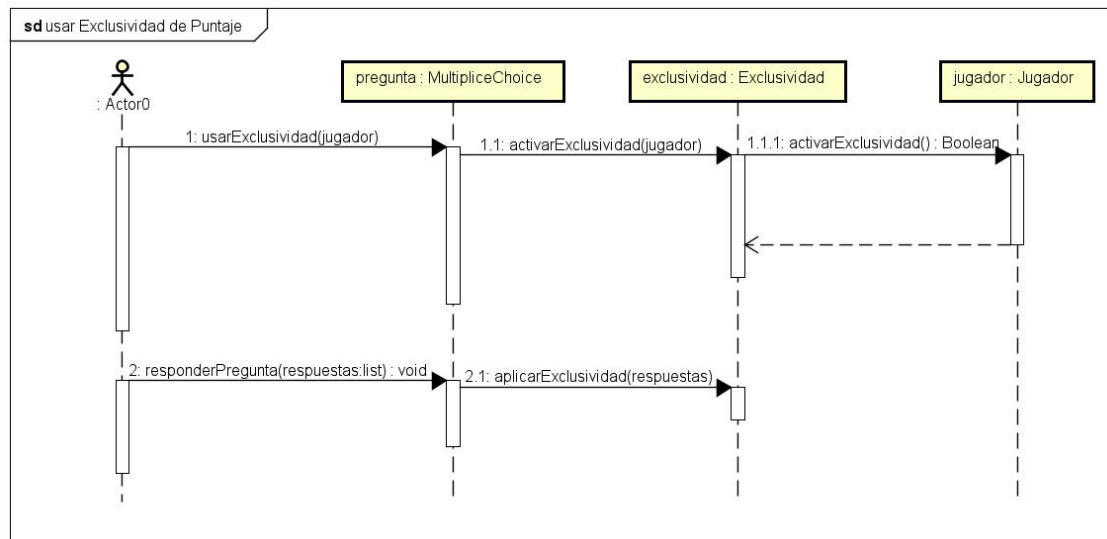 sd usar Exclusividad de Puntaje
: Actor0
pregunta : MultipliceChoice
exclusividad : Exclusividad
jugador : Jugador
1: usarExclusividad(jugador)
1.1: activarExclusividad(jugador)
1.1.1: activarExclusividad() : Boolean
2: responderPregunta(respuestas:list) : void
2.1: aplicarExclusividad(respuestas)